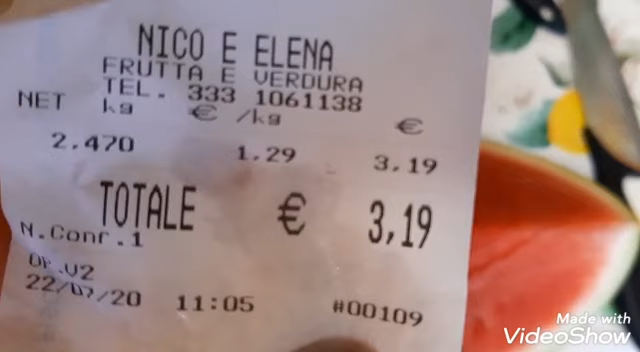 NICO E ELENA
FRUTTA E VERDURA
TEL. 333 1061138
NET kg € /kg €
2.470 1.29 3.19
TOTALE € 3,19
N.Conf.1
OP.V2
22/07/20 11:05 #00109
Made with
VideoShow